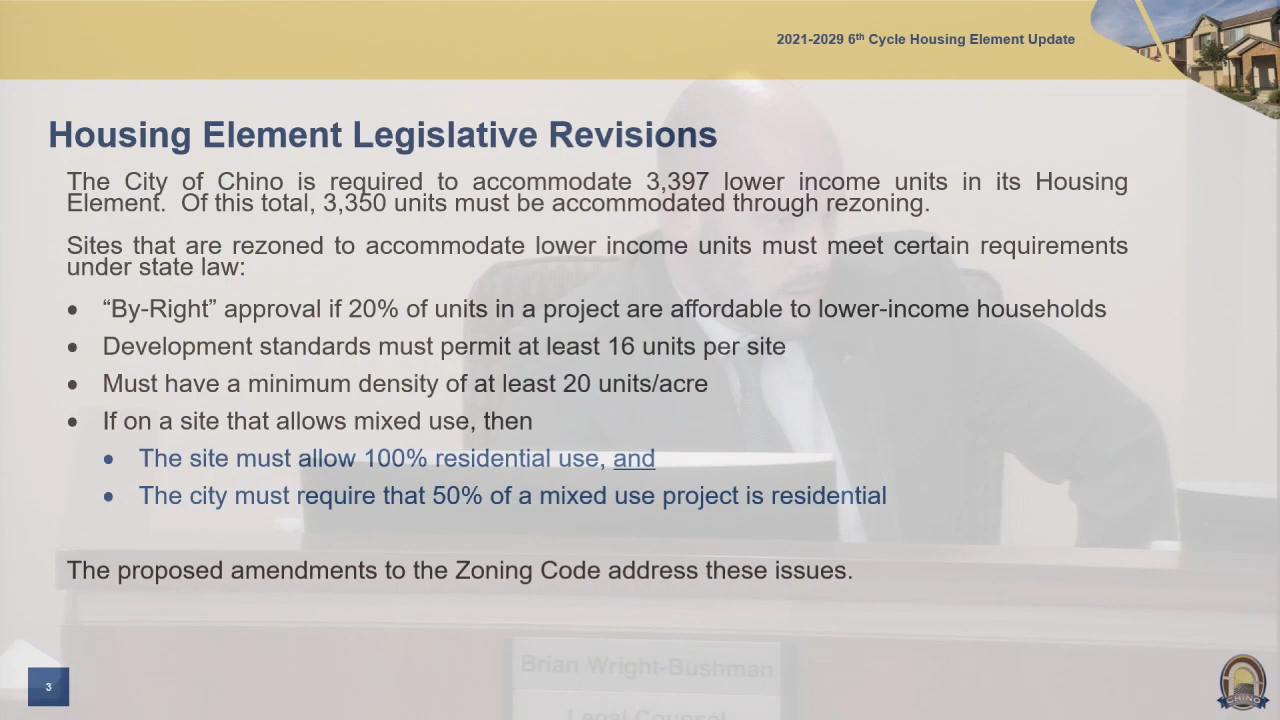 2021-2029 6th Cycle Housing Element Update
Housing Element Legislative Revisions
The City of Chino is required to accommodate 3,397 lower income units in its Housing
Element. Of this total, 3,350 units must be accommodated through rezoning.
Sites that are rezoned to accommodate lower income units must meet certain requirements
under state law:
• “By-Right” approval if 20% of units in a project are affordable to lower-income households
• Development standards must permit at least 16 units per site
• Must have a minimum density of at least 20 units/acre
• If on a site that allows mixed use, then
• The site must allow 100% residential use, and
• The city must require that 50% of a mixed use project is residential
The proposed amendments to the Zoning Code address these issues.
Brian Wright-Bushman
Legal Counsel
3
CHINO